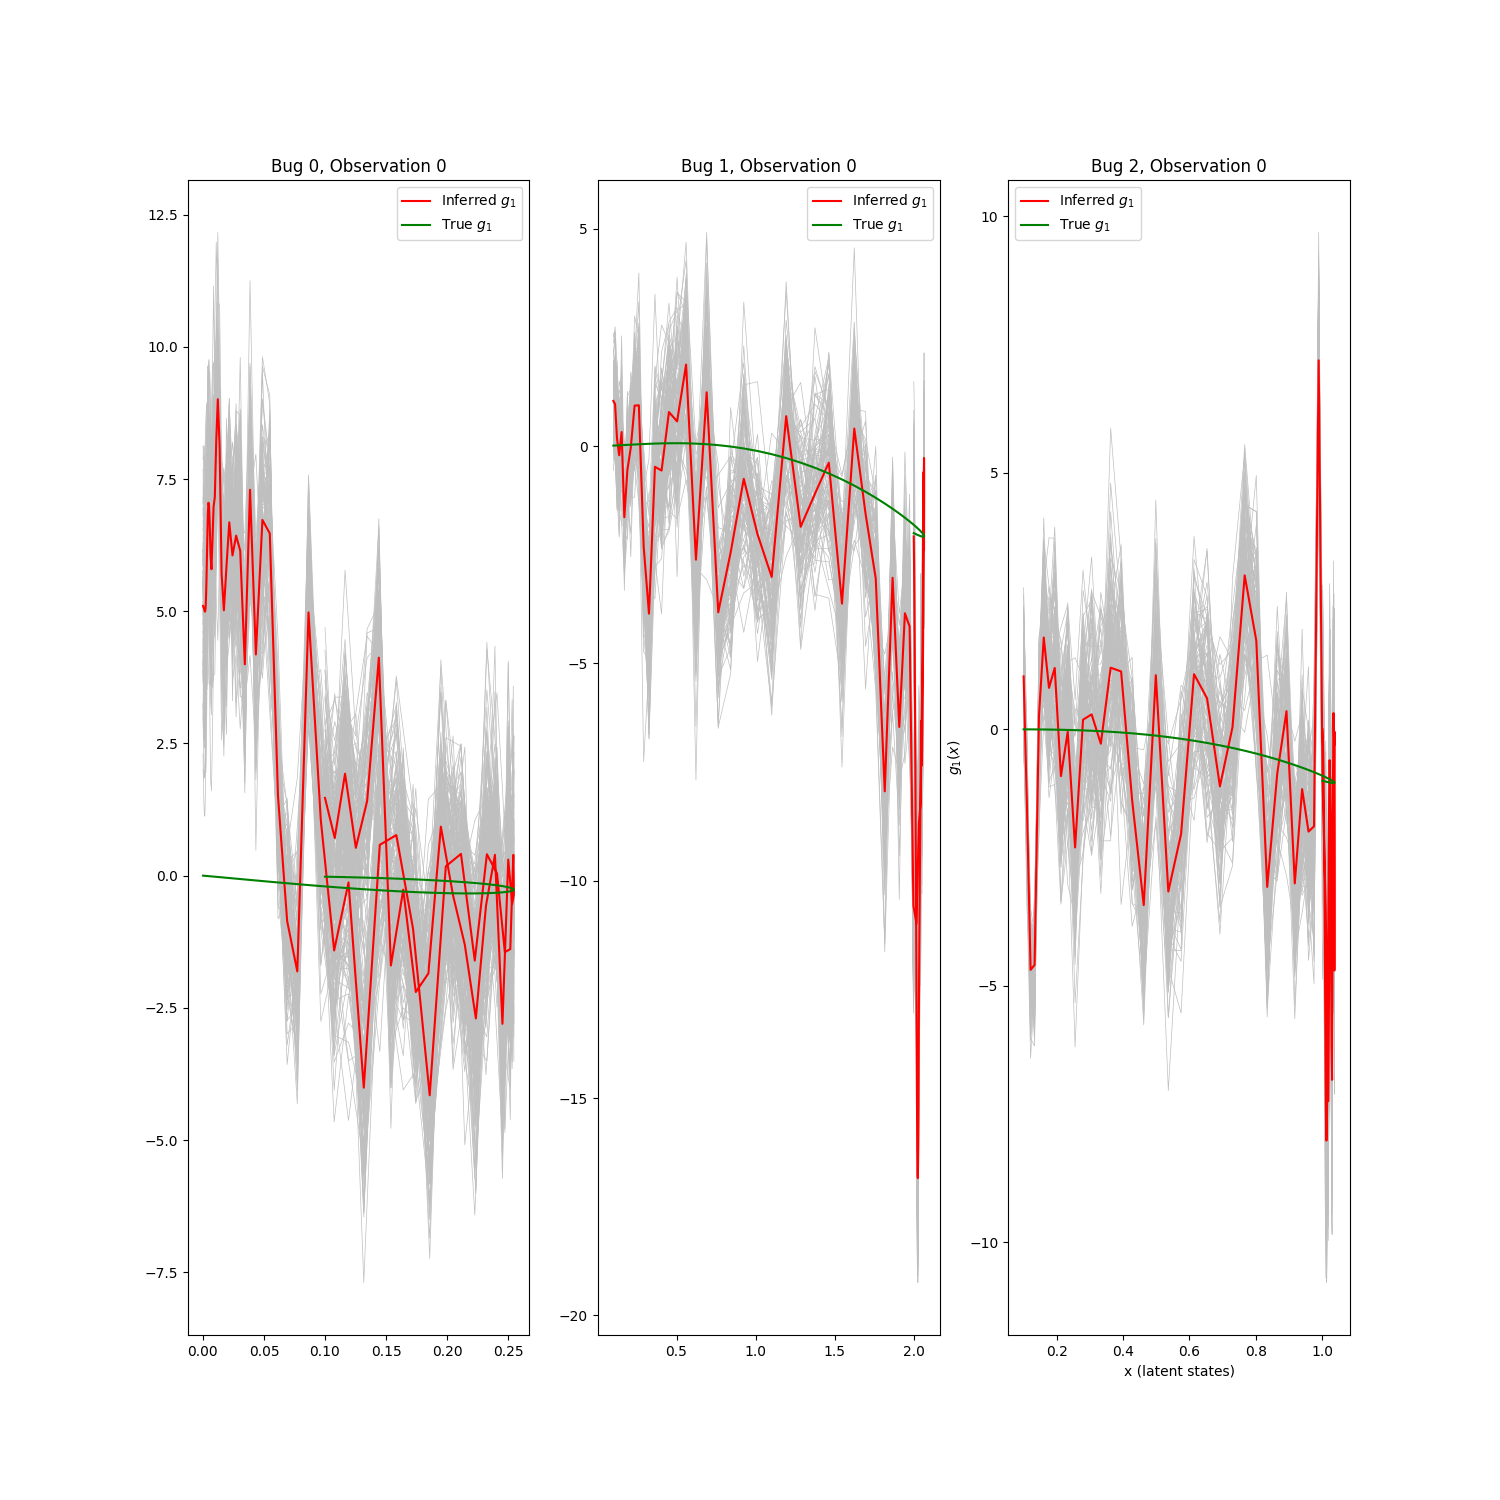 Bug 0, Observation 0
Inferred g₁
True g₁
12.5
10.0
7.5
5.0
2.5
0.0
−2.5
−5.0
−7.5
0.00 0.05 0.10 0.15 0.20 0.25
Bug 1, Observation 0
Inferred g₁
True g₁
5
0
−5
−10
−15
−20
0.5 1.0 1.5 2.0
Bug 2, Observation 0
Inferred g₁
True g₁
10
5
0
−5
−10
g₁(x)
0.2 0.4 0.6 0.8 1.0
x (latent states)